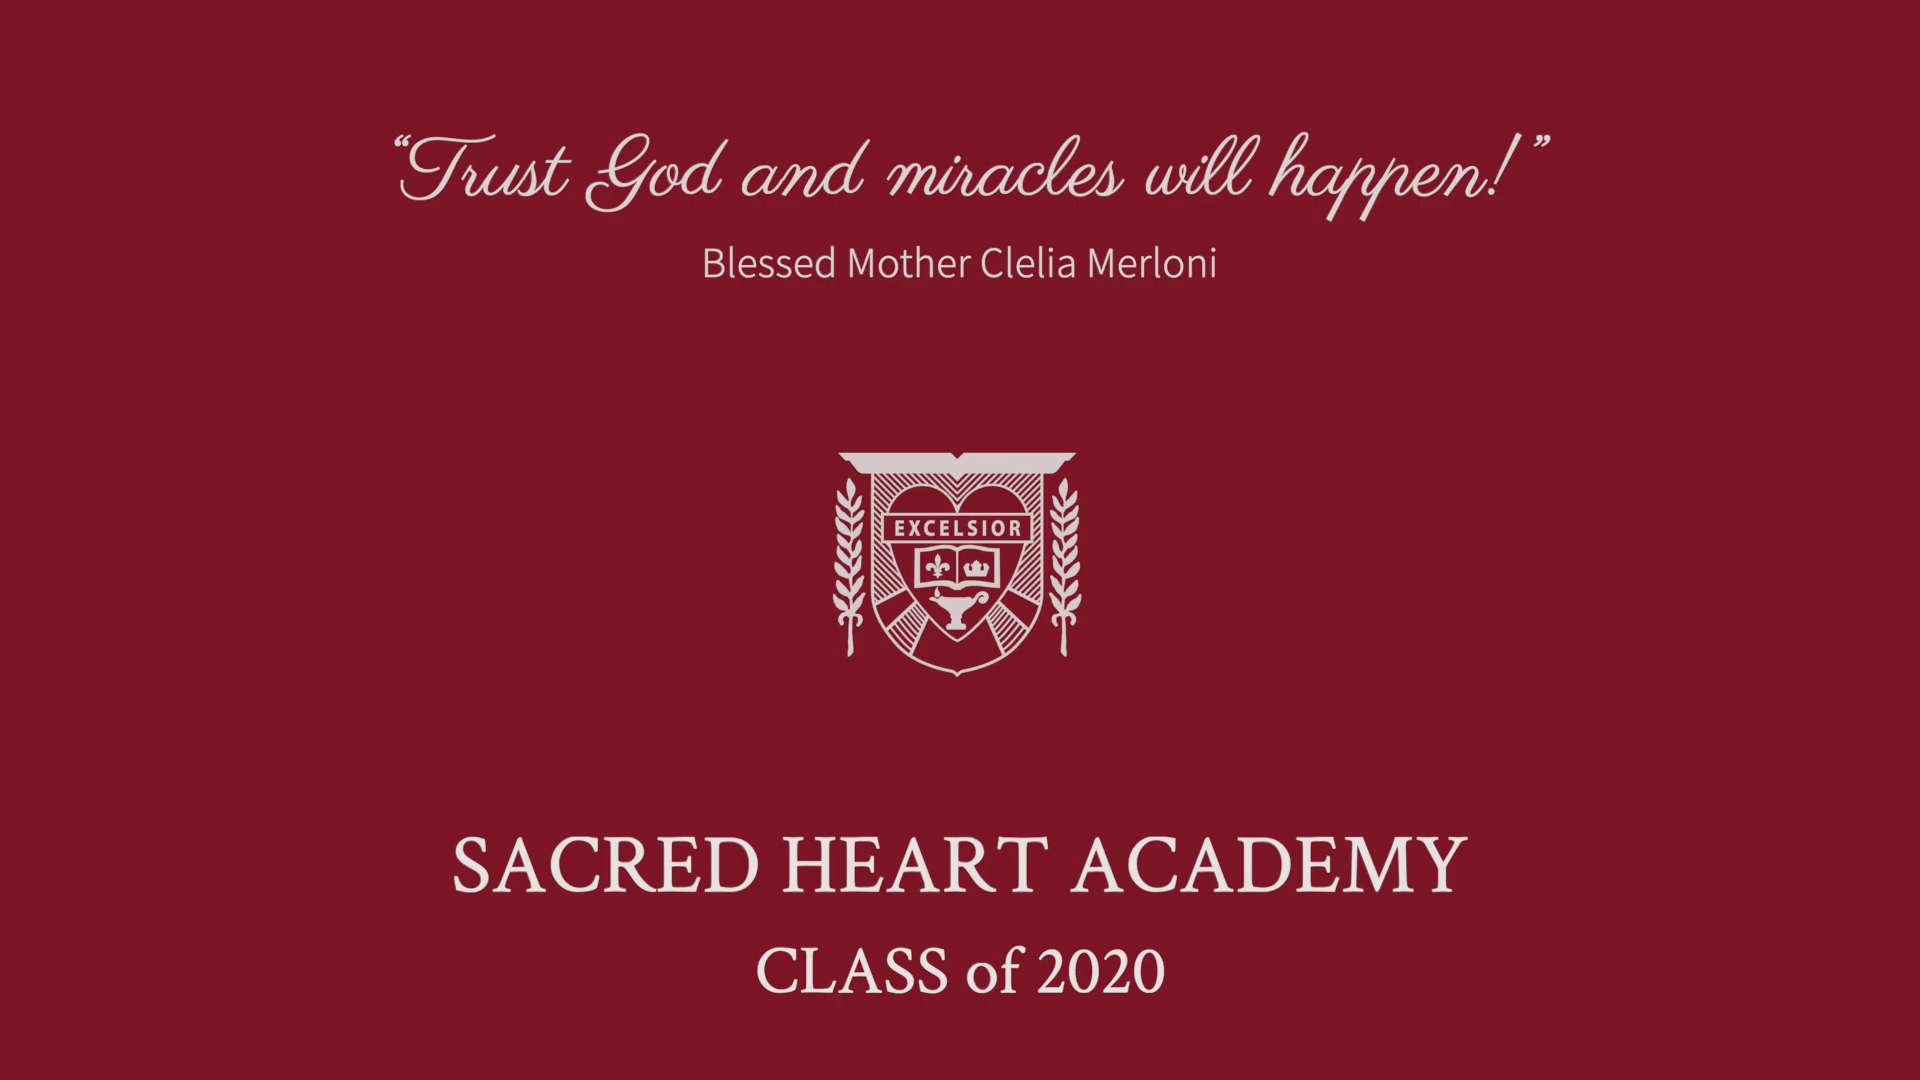 “Trust God and miracles will happen!”
Blessed Mother Clelia Merloni
EXCELSIOR
SACRED HEART ACADEMY
CLASS of 2020